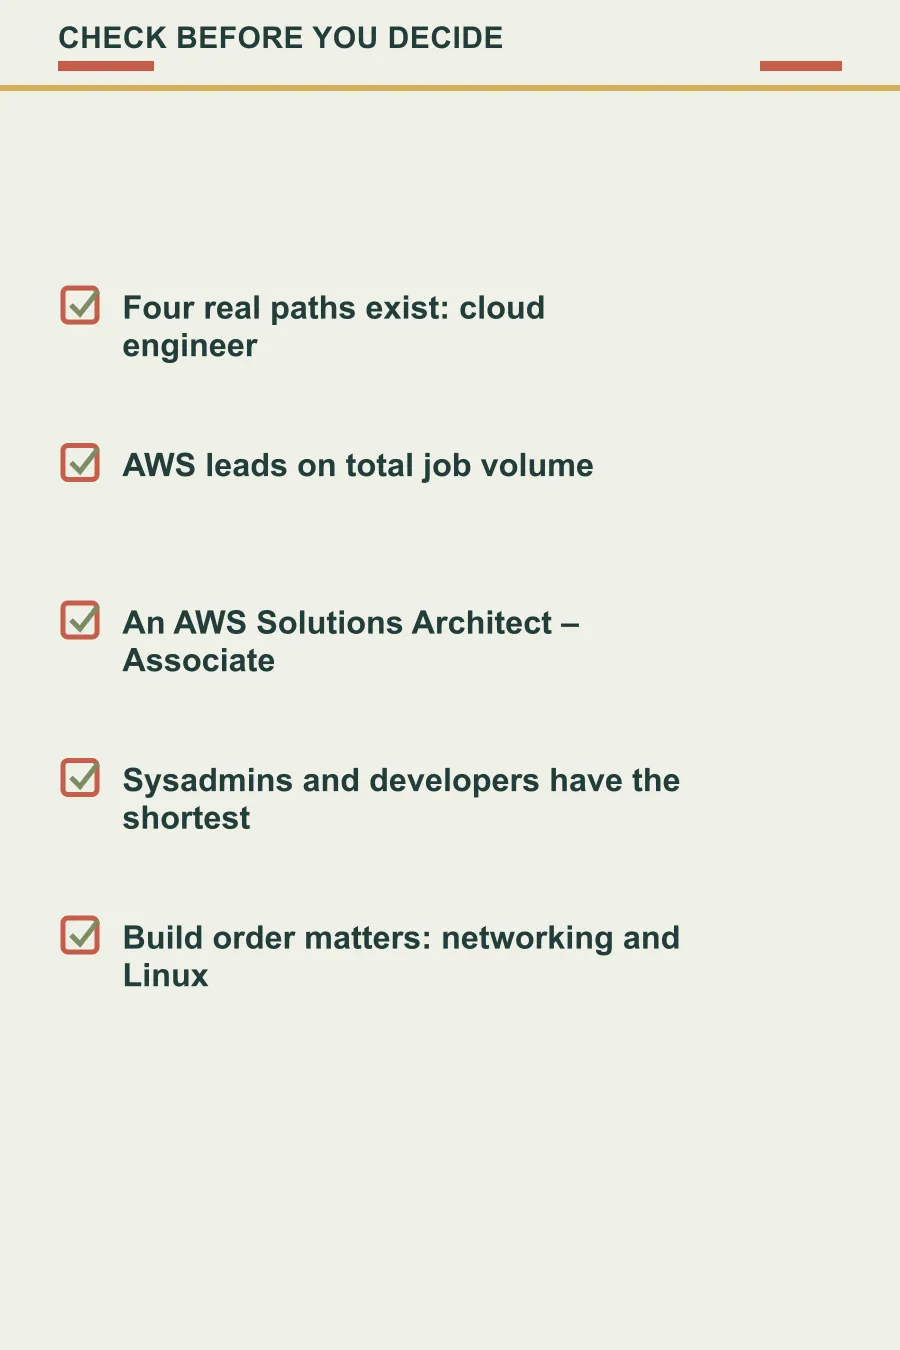 CHECK BEFORE YOU DECIDE
Four real paths exist: cloud
engineer
AWS leads on total job volume
An AWS Solutions Architect –
Associate
Sysadmins and developers have the
shortest
Build order matters: networking and
Linux